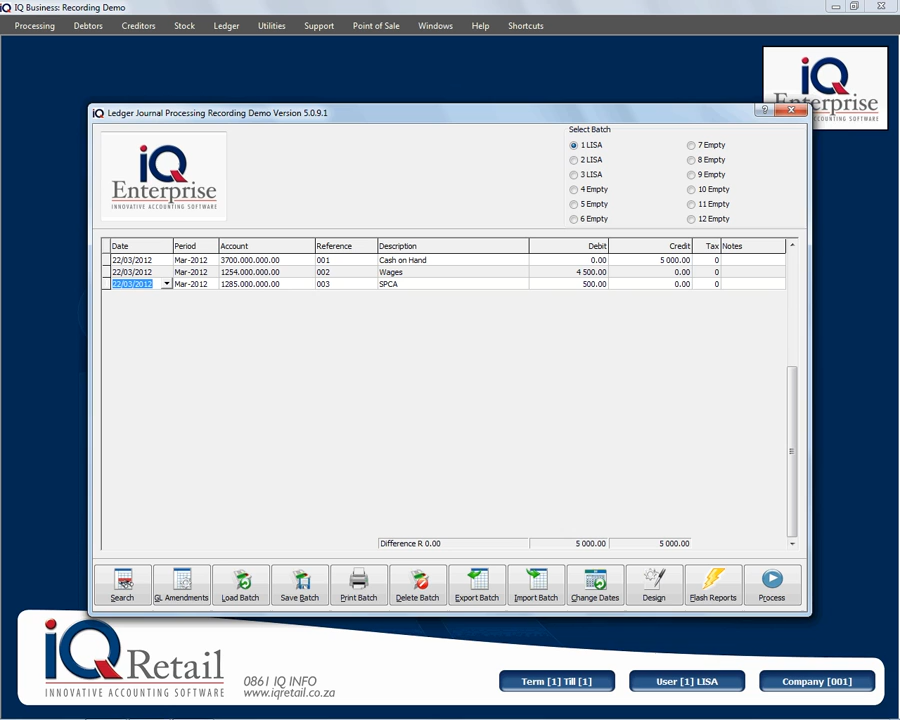 iQ IQ Business: Recording Demo
Processing Debtors Creditors Stock Ledger Utilities Support Point of Sale Windows Help Shortcuts
iQ
Enterprise
INNOVATIVE ACCOUNTING SOFTWARE
iQ Ledger Journal Processing Recording Demo Version 5.0.9.1
iQ
Enterprise
INNOVATIVE ACCOUNTING SOFTWARE
Select Batch
1 LISA 7 Empty
2 LISA 8 Empty
3 LISA 9 Empty
4 Empty 10 Empty
5 Empty 11 Empty
6 Empty 12 Empty
Date Period Account Reference Description Debit Credit Tax Notes
22/03/2012 Mar-2012 3700.000.000.00 001 Cash on Hand 0.00 5 000.00 0
22/03/2012 Mar-2012 1254.000.000.00 002 Wages 4 500.00 0.00 0
22/03/2012 Mar-2012 1285.000.000.00 003 SPCA 500.00 0.00 0
Difference R 0.00 5 000.00 5 000.00
Search GL Amendments Load Batch Save Batch Print Batch Delete Batch Export Batch Import Batch Change Dates Design Flash Reports Process
iQ Retail
INNOVATIVE ACCOUNTING SOFTWARE
0861 IQ INFO
www.iqretail.co.za
Term [1] Till [1] User [1] LISA Company [001]